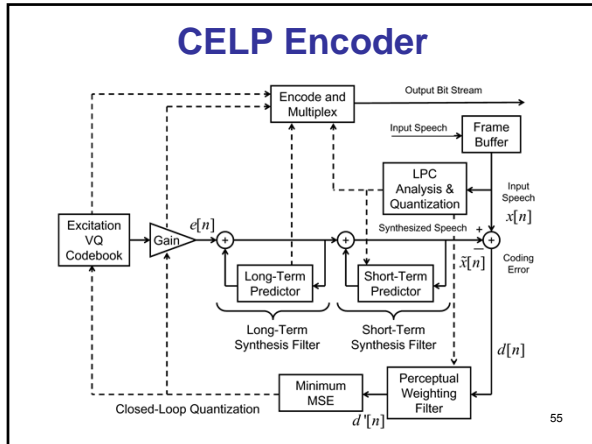 CELP Encoder
Encode and
Multiplex
Output Bit Stream
Input Speech
Frame
Buffer
LPC
Analysis &
Quantization
Input
Speech
x[n]
Excitation
VQ
Codebook
Gain
e[n]
+
+
Synthesized Speech
+
−
+
x̃[n]
Coding
Error
Long-Term
Predictor
Short-Term
Predictor
Long-Term
Synthesis Filter
Short-Term
Synthesis Filter
d[n]
Minimum
MSE
Perceptual
Weighting
Filter
Closed-Loop Quantization
d'[n]
55